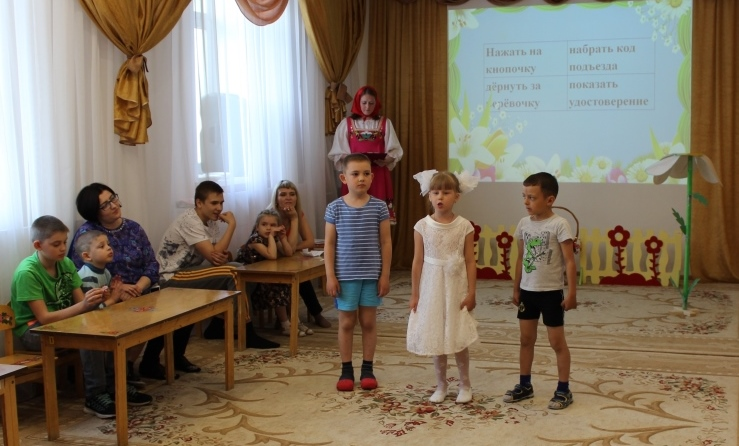 Нажать на
кнопочку
набрать код
подъезда
дёрнуть за
верёвочку
показать
удостоверение